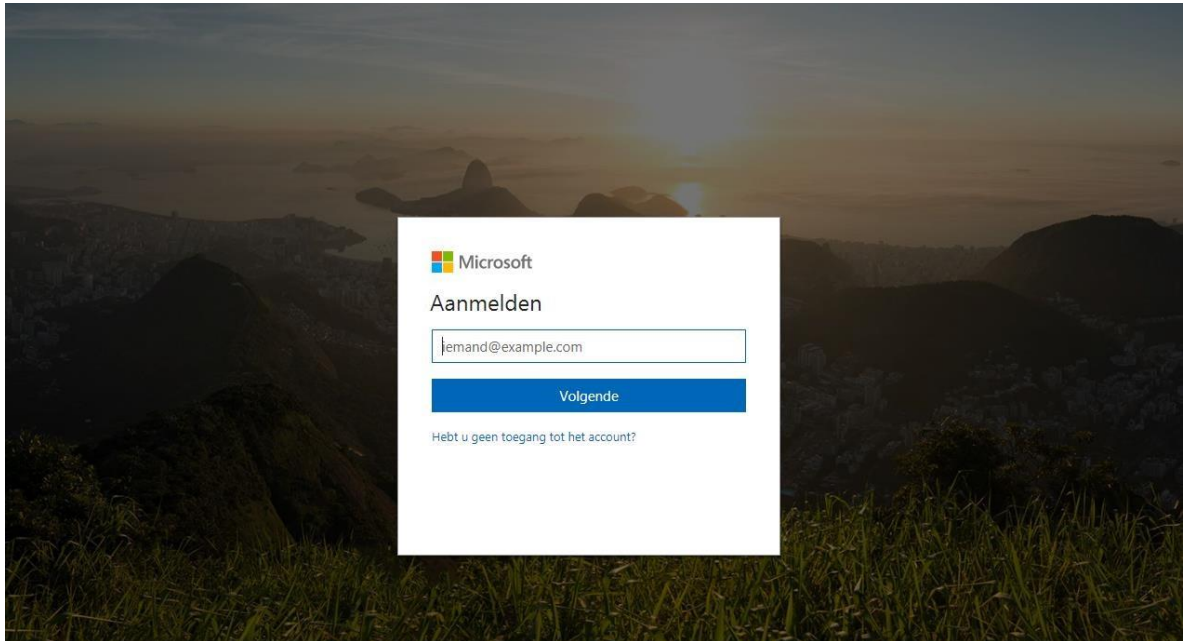 Microsoft
Aanmelden
iemand@example.com
Volgende
Hebt u geen toegang tot het account?